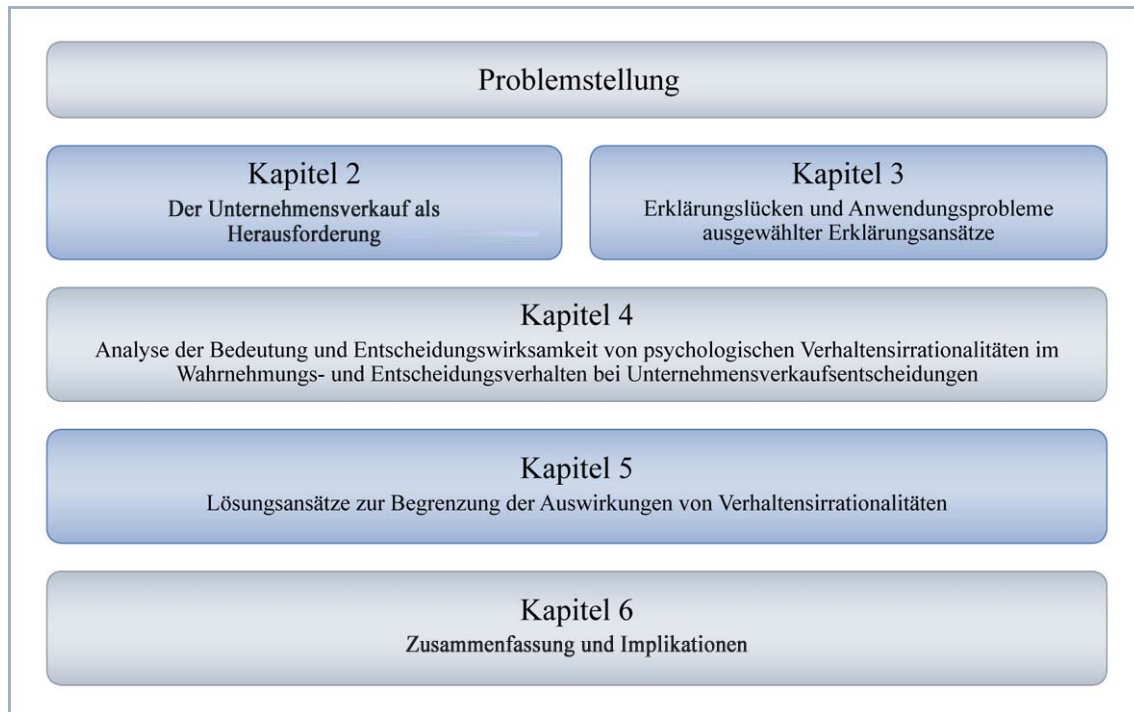 Problemstellung
Kapitel 2
Der Unternehmensverkauf als
Herausforderung
Kapitel 3
Erklärungslücken und Anwendungsprobleme
ausgewählter Erklärungsansätze
Kapitel 4
Analyse der Bedeutung und Entscheidungswirksamkeit von psychologischen Verhaltensirrationalitäten im
Wahrnehmungs- und Entscheidungsverhalten bei Unternehmensverkaufsentscheidungen
Kapitel 5
Lösungsansätze zur Begrenzung der Auswirkungen von Verhaltensirrationalitäten
Kapitel 6
Zusammenfassung und Implikationen